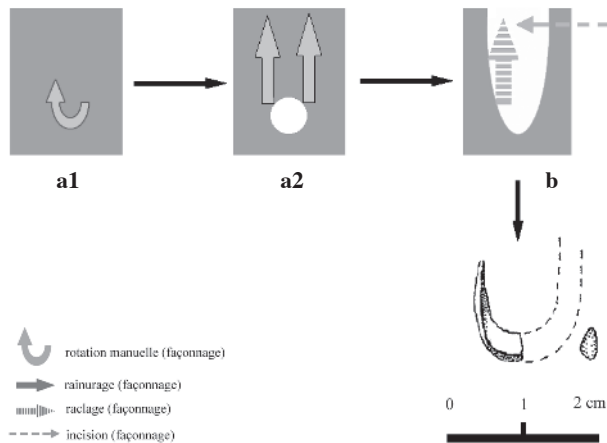 a1
a2
b
rotation manuelle (façonnage)
rainurage (façonnage)
raclage (façonnage)
incision (façonnage)
0 1 2 cm